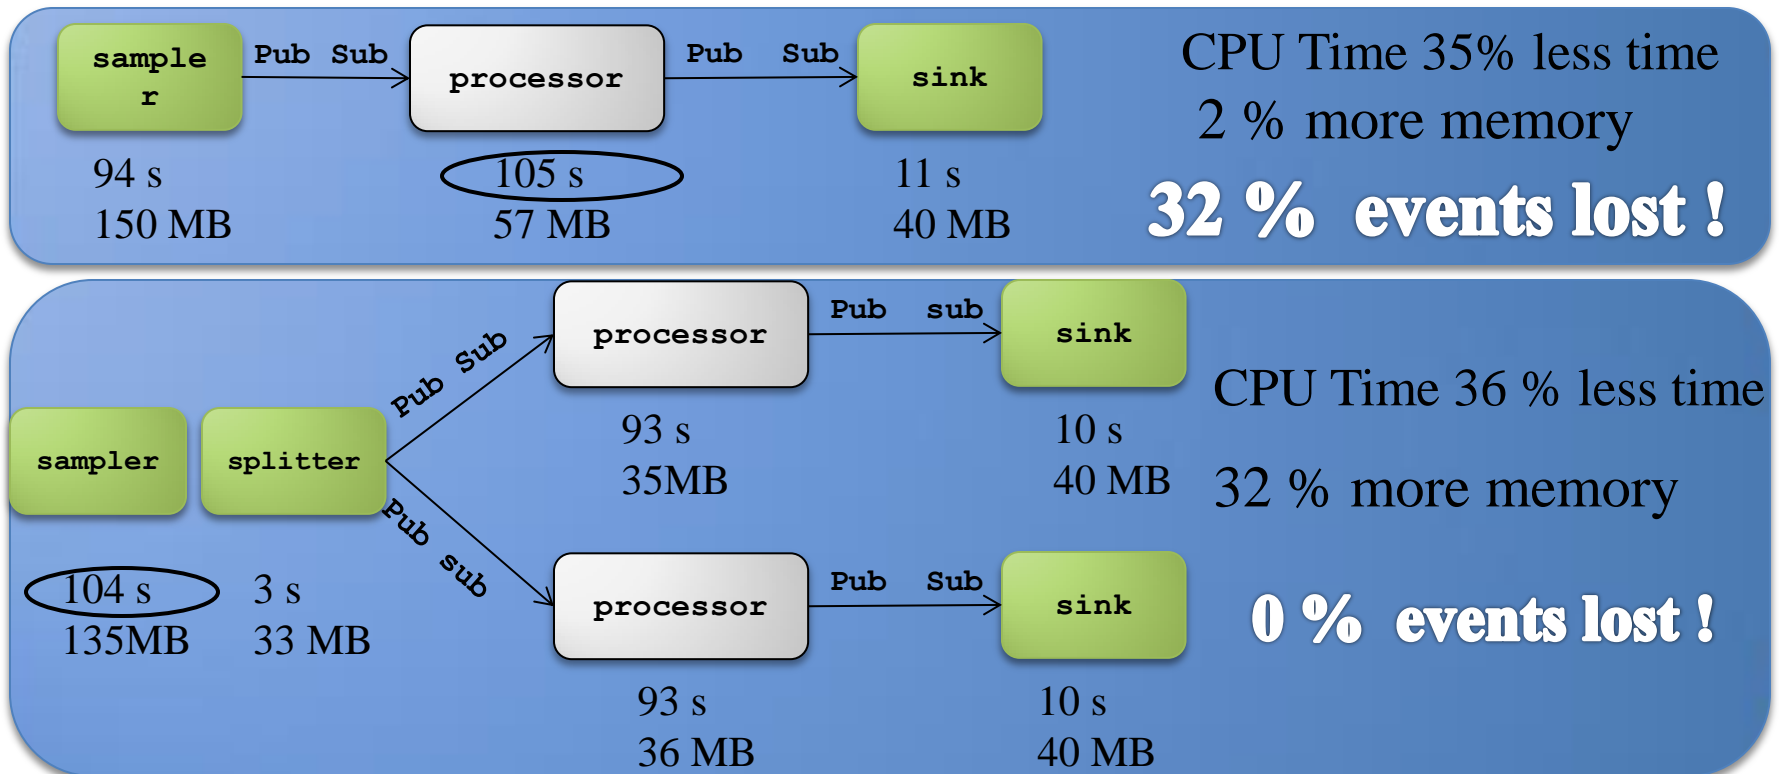 sample
r
Pub Sub
processor
Pub Sub
sink
CPU Time 35% less time
2 % more memory
32 % events lost !
94 s
150 MB
105 s
57 MB
11 s
40 MB
processor
Pub sub
sink
Pub Sub
93 s
35MB
10 s
40 MB
CPU Time 36 % less time
32 % more memory
sampler
splitter
Pub sub
104 s
135MB
3 s
33 MB
processor
Pub Sub
sink
0 % events lost !
93 s
36 MB
10 s
40 MB